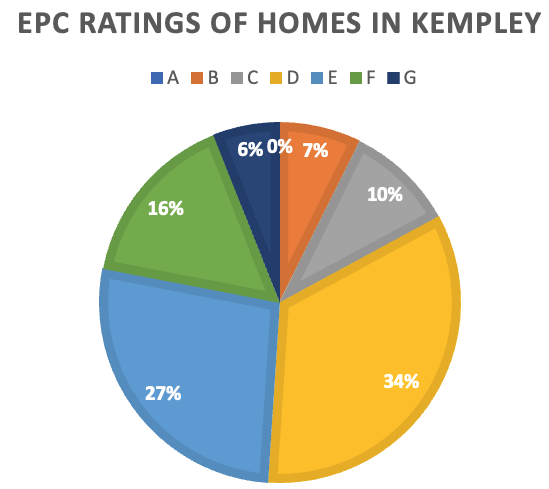 EPC RATINGS OF HOMES IN KEMPLEY
A B C D E F G
6% 0% 7%
10%
16%
34%
27%